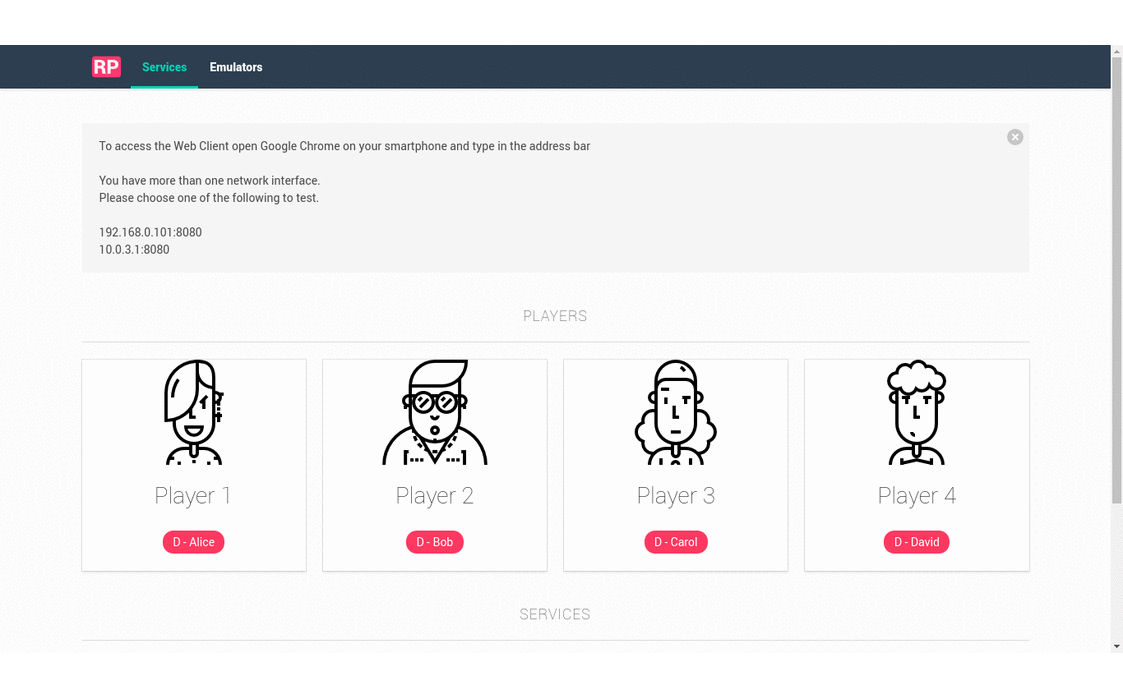 RP Services Emulators
To access the Web Client open Google Chrome on your smartphone and type in the address bar
You have more than one network interface.
Please choose one of the following to test.
192.168.0.101:8080
10.0.3.1:8080
PLAYERS
Player 1 Player 2 Player 3 Player 4
D - Alice D - Bob D - Carol D - David
SERVICES